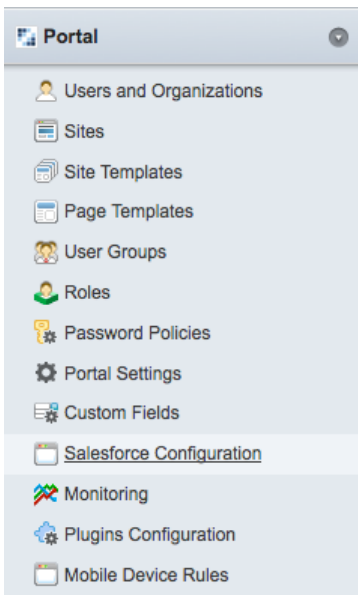 Portal
Users and Organizations
Sites
Site Templates
Page Templates
User Groups
Roles
Password Policies
Portal Settings
Custom Fields
Salesforce Configuration
Monitoring
Plugins Configuration
Mobile Device Rules